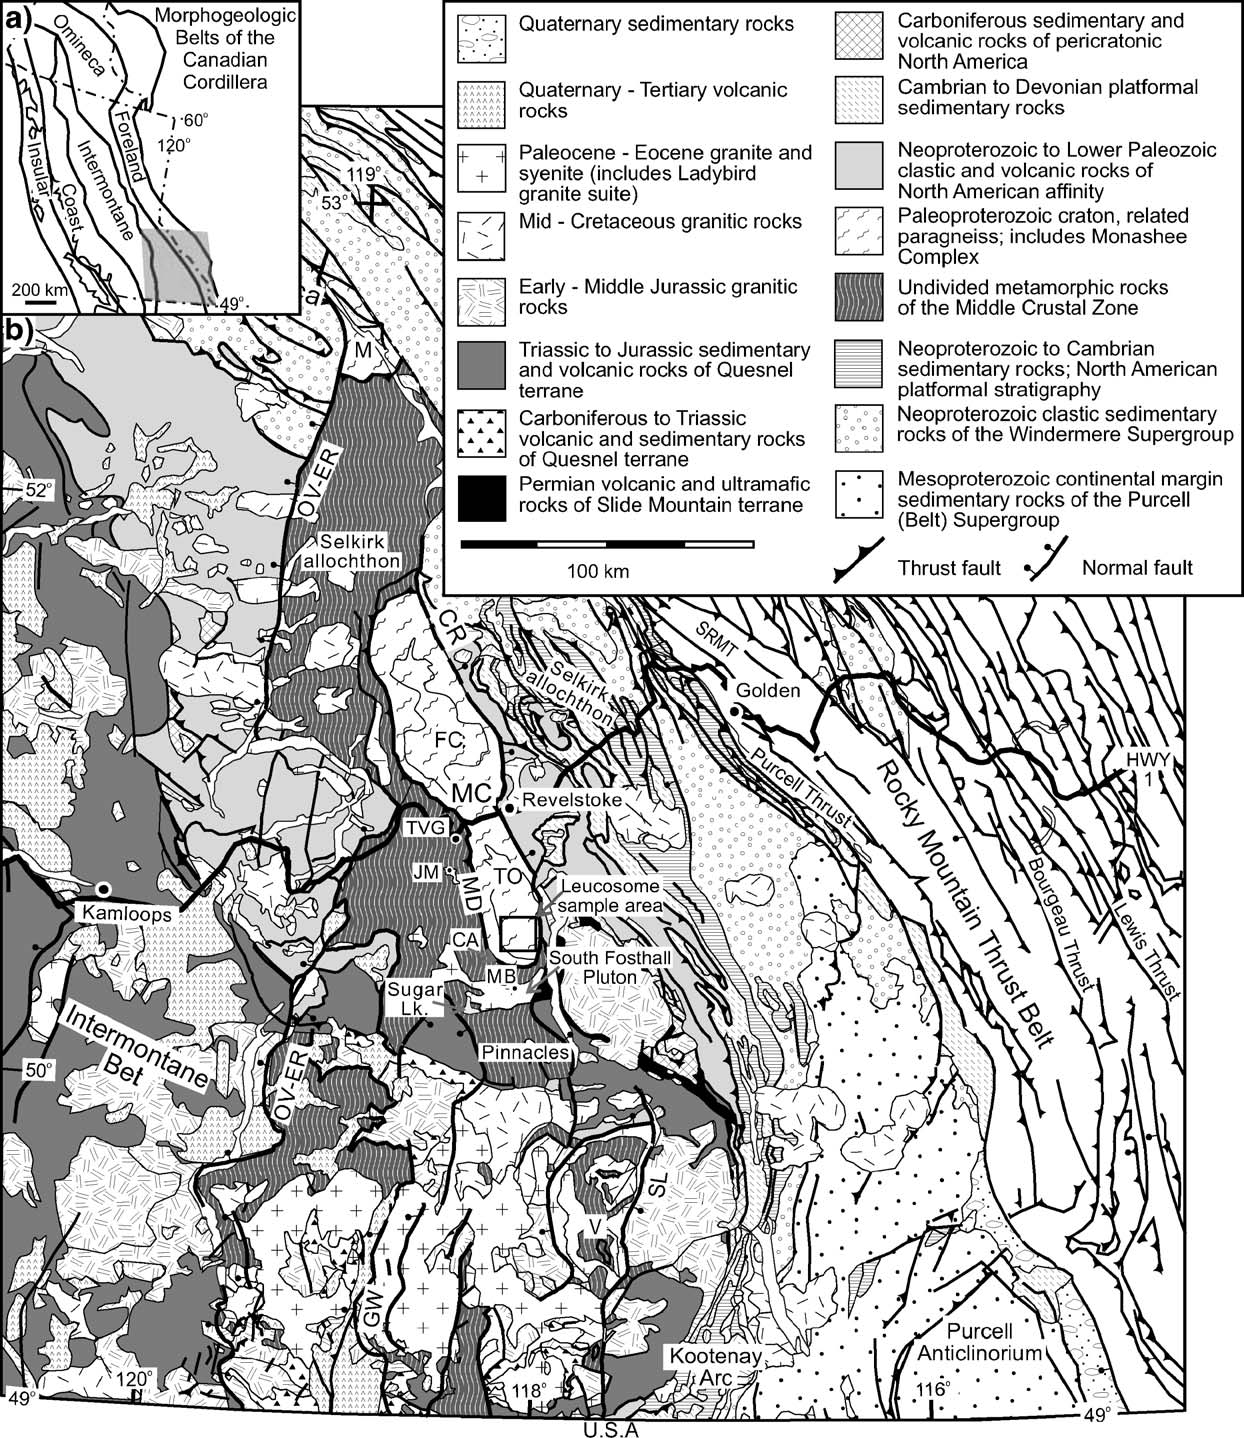 a)
Morphogeologic
Belts of the
Canadian
Cordillera
Omineca
Foreland
Insular
Coast
Intermontane
60°
120°
49°
200 km
Quaternary sedimentary rocks
Quaternary - Tertiary volcanic
rocks
Paleocene - Eocene granite and
syenite (includes Ladybird
granite suite)
Mid - Cretaceous granitic rocks
Early - Middle Jurassic granitic
rocks
Triassic to Jurassic sedimentary
and volcanic rocks of Quesnel
terrane
Carboniferous to Triassic
volcanic and sedimentary rocks
of Quesnel terrane
Permian volcanic and ultramafic
rocks of Slide Mountain terrane
100 km
Carboniferous sedimentary and
volcanic rocks of pericratonic
North America
Cambrian to Devonian platformal
sedimentary rocks
Neoproterozoic to Lower Paleozoic
clastic and volcanic rocks of
North American affinity
Paleoproterozoic craton, related
paragneiss; includes Monashee
Complex
Undivided metamorphic rocks
of the Middle Crustal Zone
Neoproterozoic to Cambrian
sedimentary rocks; North American
platformal stratigraphy
Neoproterozoic clastic sedimentary
rocks of the Windermere Supergroup
Mesoproterozoic continental margin
sedimentary rocks of the Purcell
(Belt) Supergroup
Thrust fault
Normal fault
b)
119°
53°
M
OV-ER
52°
Selkirk
allochthon
CR
SRMT
Selkirk
allochthon
Golden
FC
MC
Revelstoke
Purcell Thrust
HWY
1
Rocky Mountain Thrust Belt
TVG
JM
MD
TO
Leucosome
sample area
Bourgeau Thrust
Lewis Thrust
Kamloops
CA
MB
South Fosthall
Pluton
Sugar
Lk.
Intermontane
Bet
50°
OV-ER
Pinnacles
SL
V
GW
Purcell
Anticlinorium
Kootenay
Arc
49°
120°
118°
116°
49°
U.S.A